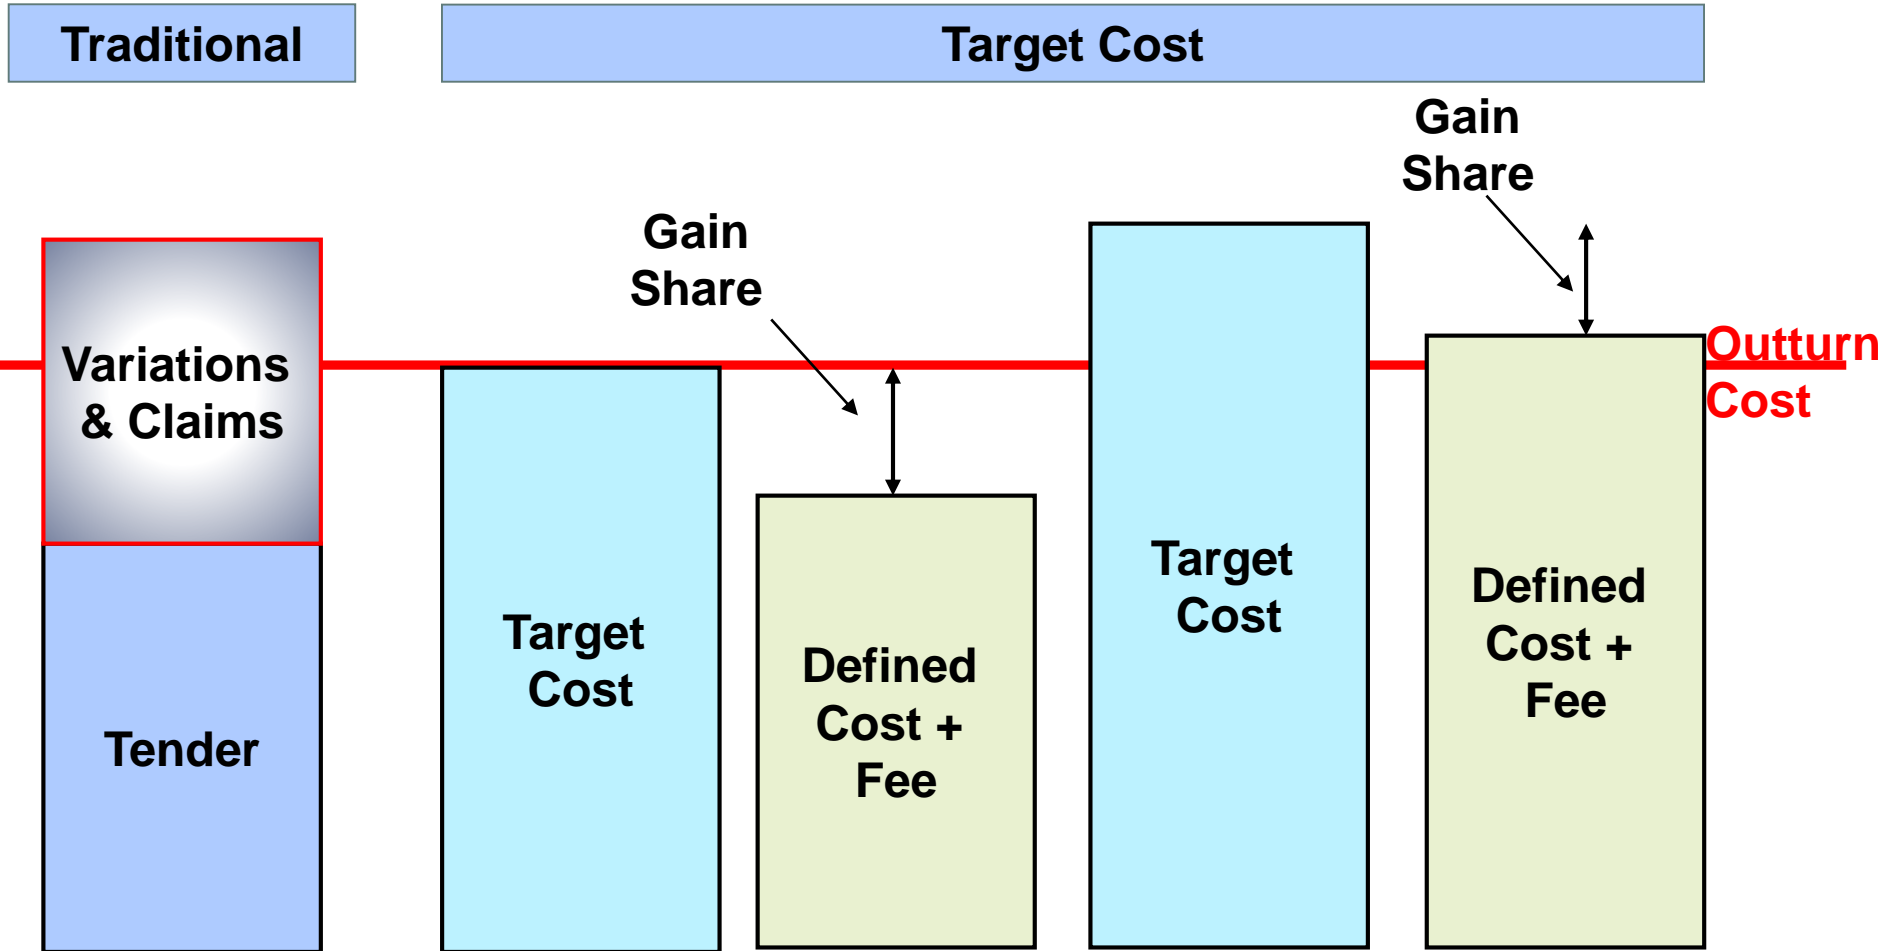 Traditional
Target Cost
Gain
Share
Gain
Share
Outturn
Cost
Variations
& Claims
Tender
Target
Cost
Defined
Cost +
Fee
Target
Cost
Defined
Cost +
Fee